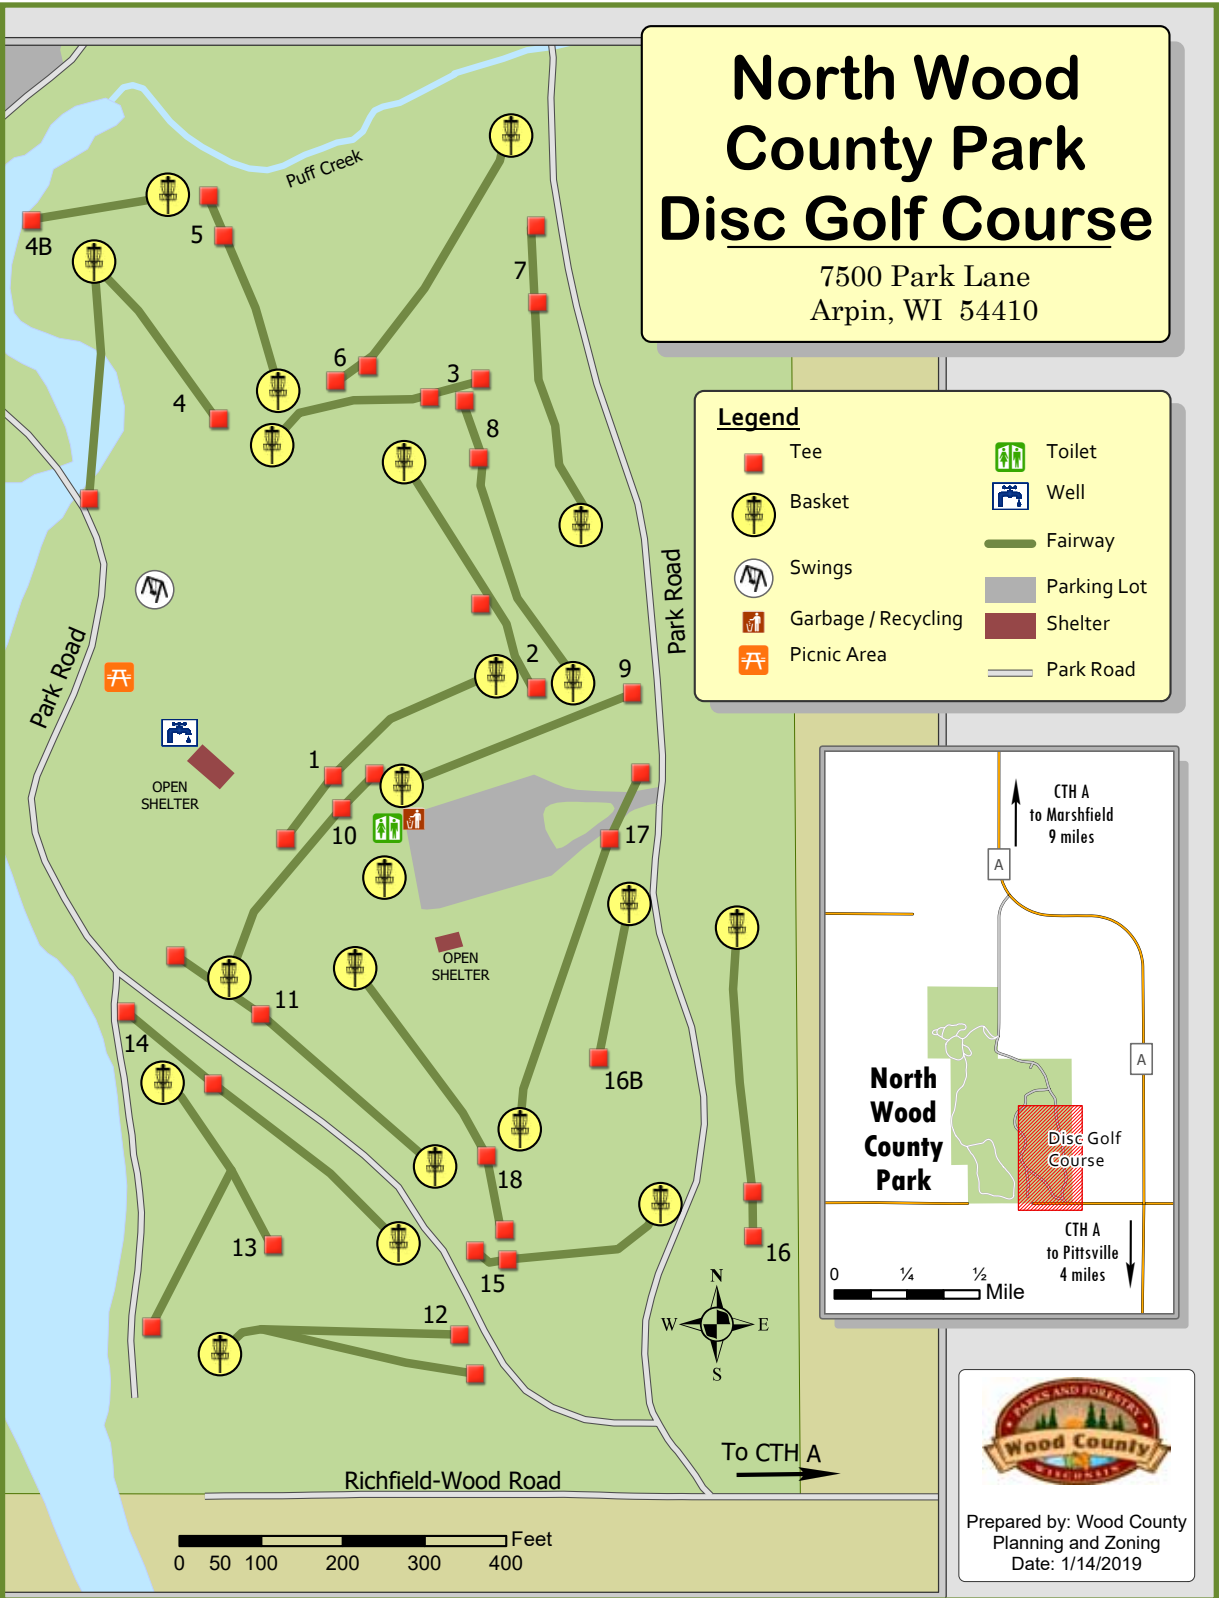 North Wood
County Park
Disc Golf Course
7500 Park Lane
Arpin, WI 54410
Puff Creek
4B
5
4
6
3
7
8
2
9
1
10
17
11
14
16B
18
13
15
16
12
Park Road
Park Road
OPEN
SHELTER
OPEN
SHELTER
Legend
Tee
Basket
Swings
Garbage / Recycling
Picnic Area
Toilet
Well
Fairway
Parking Lot
Shelter
Park Road
CTH A
to Marshfield
9 miles
A
A
North
Wood
County
Park
Disc Golf
Course
CTH A
to Pittsville
4 miles
0 ¼ ½
Mile
N
W E
S
To CTH A
Richfield-Wood Road
Feet
0 50 100 200 300 400
PARKS AND FORESTRY
Wood County
WISCONSIN
Prepared by: Wood County
Planning and Zoning
Date: 1/14/2019